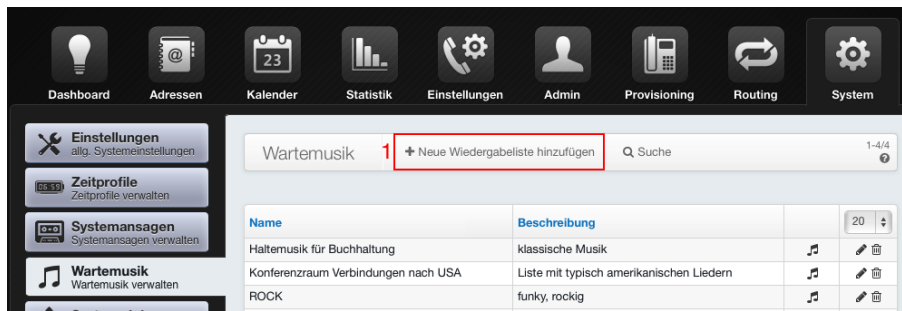 23
Dashboard Adressen Kalender Statistik Einstellungen Admin Provisioning Routing System
Einstellungen
allg. Systemeinstellungen
Zeitprofile
Zeitprofile verwalten
Systemansagen
Systemansagen verwalten
Wartemusik
Wartemusik verwalten
Wartemusik 1 + Neue Wiedergabeliste hinzufügen Suche 1-4/4
Name Beschreibung 20
Haltemusik für Buchhaltung klassische Musik
Konferenzraum Verbindungen nach USA Liste mit typisch amerikanischen Liedern
ROCK funky, rockig